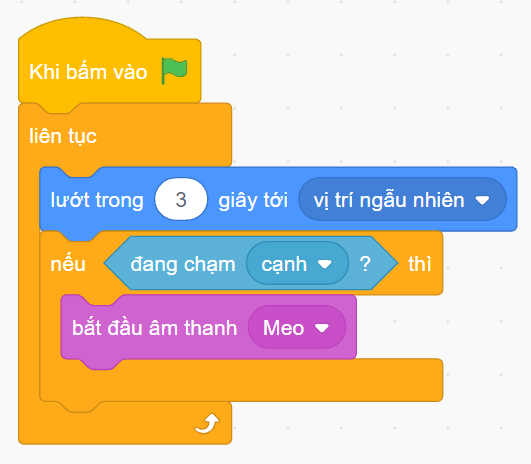 Khi bấm vào
liên tục
lướt trong 3 giây tới vị trí ngẫu nhiên
nếu đang chạm cạnh ? thì
bắt đầu âm thanh Meo